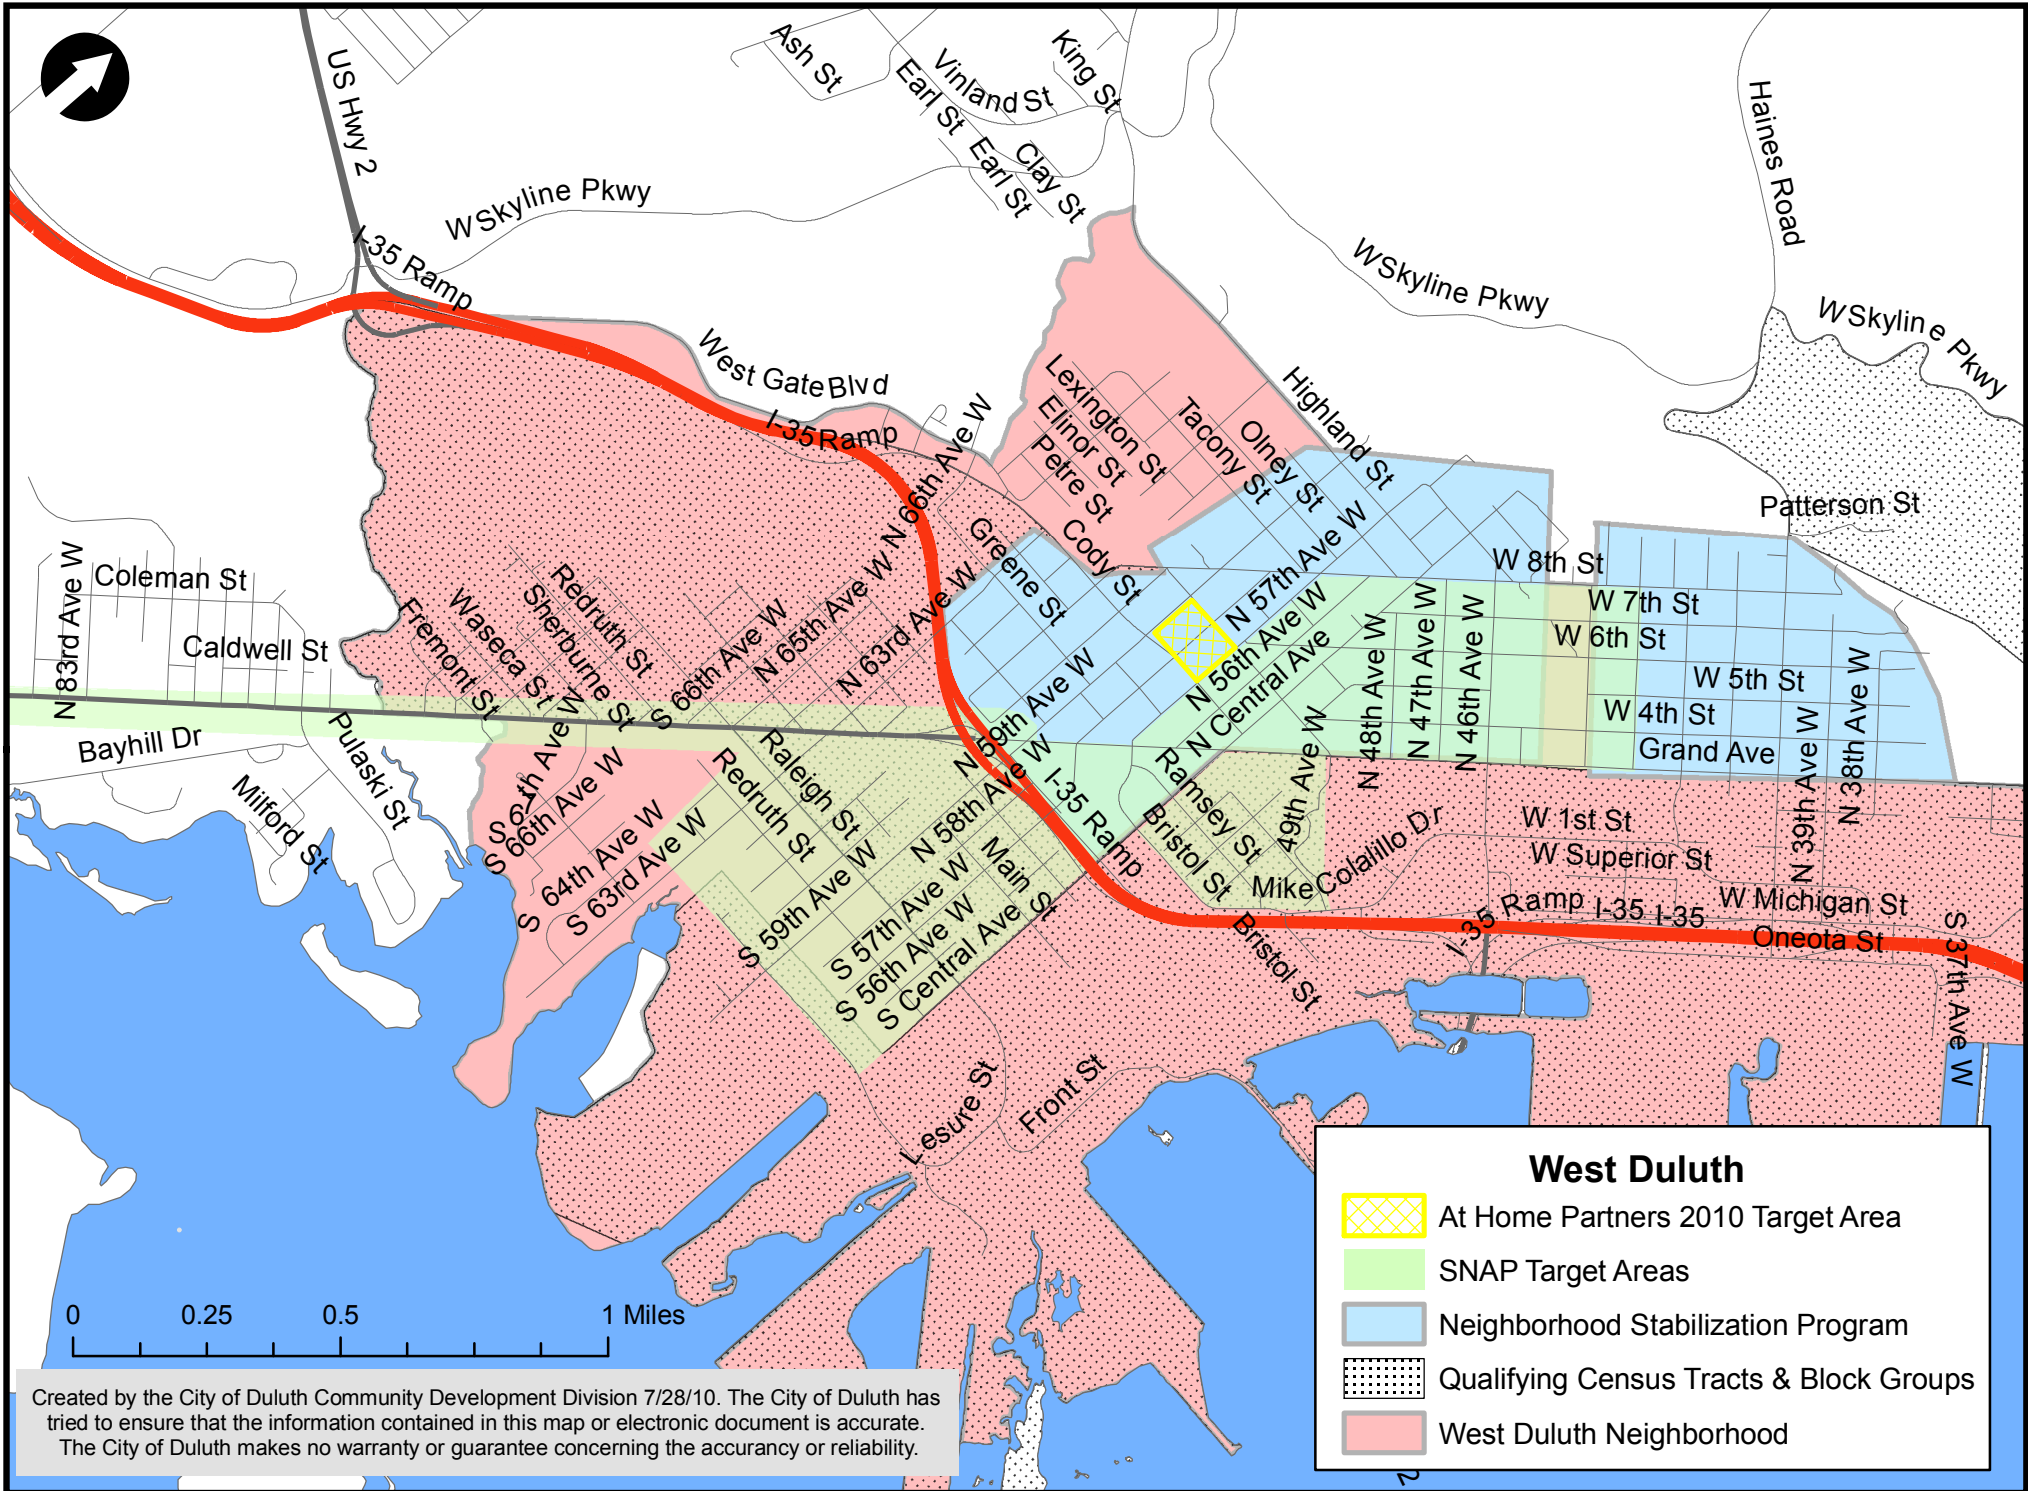 US Hwy 2
Ash St
Earl St
Vinland St
King St
Earl St
Clay St
Haines Road
W Skyline Pkwy
I-35 Ramp
W Skyline Pkwy
W Skyline Pkwy
West Gate Blvd
I-35 Ramp
N 66th Ave W
Lexington St
Elinor St
Petre St
Tacony St
Olney St
Highland St
Patterson St
Greene St
Cody St
N 57th Ave W
W 8th St
N 83rd Ave W
Coleman St
Caldwell St
Fremont St
Waseca St
Sherburne St
Redruth St
S 66th Ave W
N 65th Ave W
N 63rd Ave W
N 59th Ave W
N 56th Ave W
N Central Ave
49th Ave W
N 48th Ave W
N 47th Ave W
N 46th Ave W
W 7th St
W 6th St
W 5th St
W 4th St
Grand Ave
N 39th Ave W
N 38th Ave W
Bayhill Dr
Pulaski St
Milford St
S 67th Ave W
S 66th Ave W
S 64th Ave W
S 63rd Ave W
Redruth St
Raleigh St
S 59th Ave W
N 58th Ave W
I-35 Ramp
Main St
S 57th Ave W
S 56th Ave W
S Central Ave
Ramsey St
Bristol St
Mike Colalillo Dr
W 1st St
W Superior St
W Michigan St
I-35 Ramp
I-35
I-35
Oneota St
S 37th Ave W
Bristol St
Lesure St
Front St
2
West Duluth
At Home Partners 2010 Target Area
SNAP Target Areas
Neighborhood Stabilization Program
Qualifying Census Tracts & Block Groups
West Duluth Neighborhood
0 0.25 0.5 1 Miles
Created by the City of Duluth Community Development Division 7/28/10. The City of Duluth has
tried to ensure that the information contained in this map or electronic document is accurate.
The City of Duluth makes no warranty or guarantee concerning the accurancy or reliability.